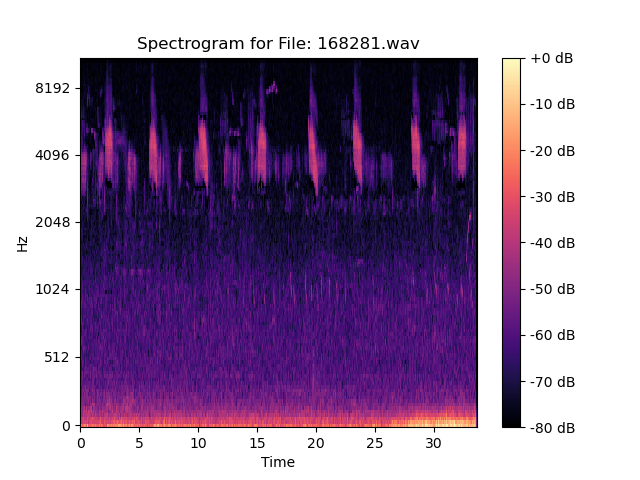 Spectrogram for File: 168281.wav
8192
4096
2048
1024
512
0
Hz
0 5 10 15 20 25 30
Time
+0 dB
-10 dB
-20 dB
-30 dB
-40 dB
-50 dB
-60 dB
-70 dB
-80 dB